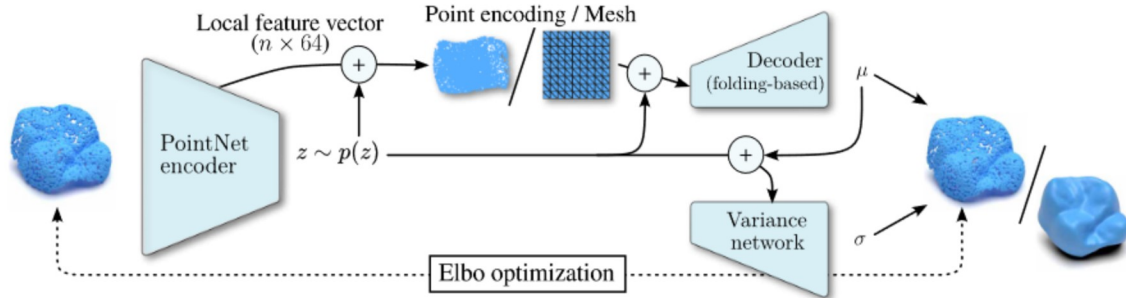 Local feature vector
(n × 64)
Point encoding / Mesh
PointNet
encoder
z ∼ p(z)
Decoder
(folding-based)
μ
Variance
network
σ
Elbo optimization